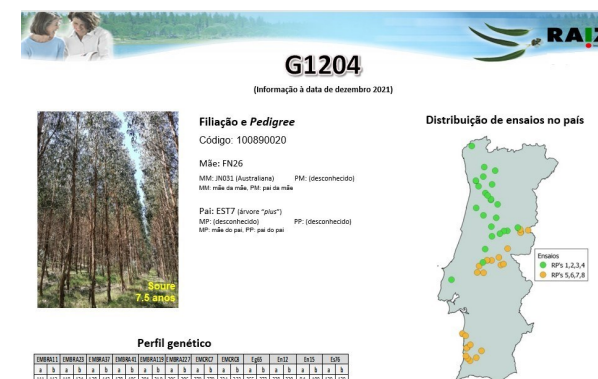 RAIZ
G1204
(Informação à data de dezembro 2021)
Filiação e Pedigree
Código: 100890020
Mãe: FN26
MM: JN031 (Australiana) PM: (desconhecido)
MM: mãe da mãe, PM: pai da mãe
Pai: EST7 (árvore "plus")
MP: (desconhecido) PP: (desconhecido)
MP: mãe do pai, PP: pai do pai
Soure
7.5 anos
Distribuição de ensaios no país
Ensaios
RP's 1,2,3,4
RP's 5,6,7,8
Perfil genético
EMBRA11 EMBRA23 EMBRA37 EMBRA41 EMBRA119 EMBRA227 EMCRC7 EMCRC8 Eg65 En12 En15 Es76
a b a b a b a b a b a b a b a b a b a b a b a b